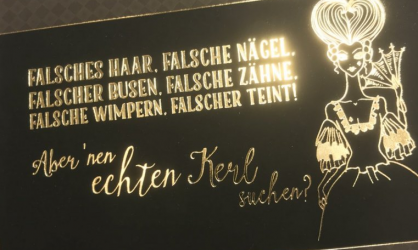 FALSCHES HAAR, FALSCHE NÄGEL,
FALSCHER BUSEN, FALSCHE ZÄHNE,
FALSCHE WIMPERN, FALSCHER TEINT!
Aber 'nen
echten Kerl
suchen?